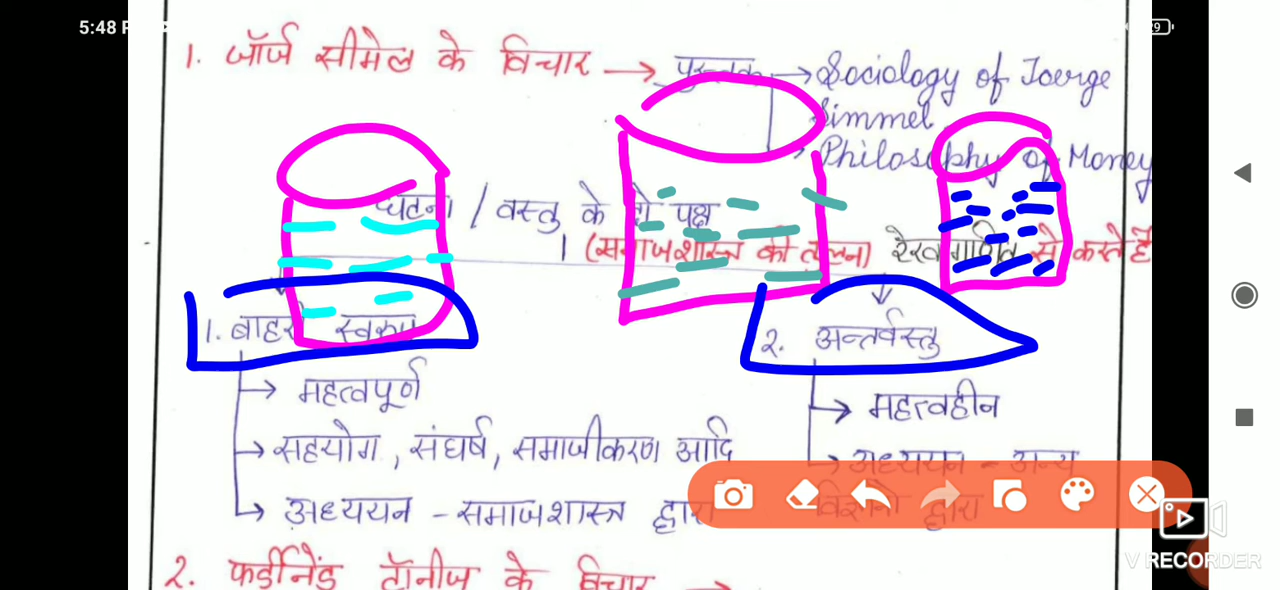 5:48
1. जॉर्ज सीमेल के विचार → पुस्तक → Sociology of Joerge
Simmel
→ Philosophy of Money
घटना / वस्तु के दो पक्ष
(समाजशास्त्र की तुलना) रेखागणित से करते हैं
1. बाहरी स्वरूप
2. अन्तर्वस्तु
→ महत्वपूर्ण
→ महत्वहीन
→ सहयोग, संघर्ष, समाजीकरण आदि
→ अध्ययन - अन्य
→ अध्ययन - समाजशास्त्र द्वारा
द्वारा
V RECORDER
2. फर्डीनेंड टॉनीज के विचार →